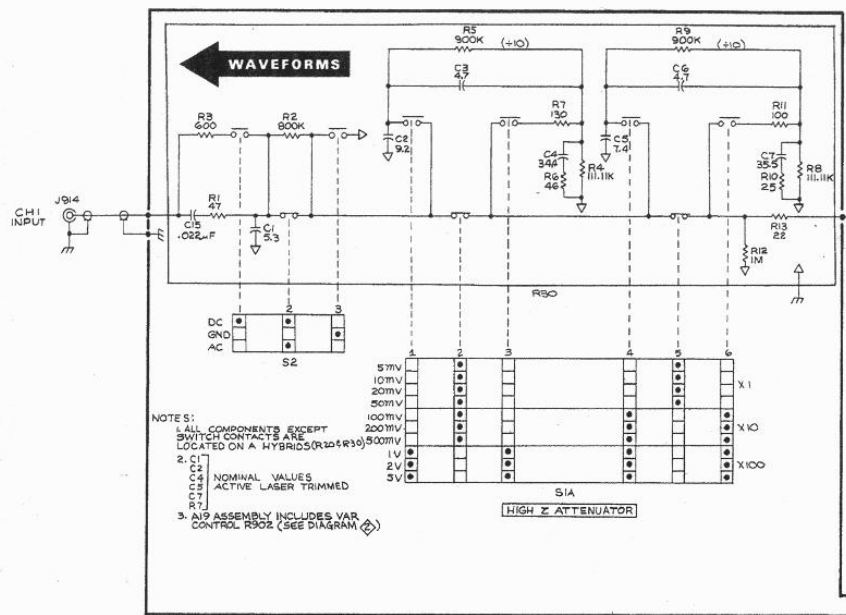 R5
900K (÷10)
C3
4.7
R9
900K (÷10)
C6
4.7
WAVEFORMS
R3
600
R2
800K
C2
9.2
R7
130
C4
34.4
R6
46
R4
111.11K
C5
7.4
R11
100
C7
35.5
R10
25
R8
111.11K
CH1
INPUT
J914
C15
.022µF
R1
47
C1
5.3
R13
22
R12
1M
R30
2 3
DC
GND
AC
S2
1 2 3 4 5 6
5mV
10mV
20mV
50mV
X1
100mV
200mV
500mV
X10
1V
2V
5V
X100
S1A
HIGH Z ATTENUATOR
NOTES:
1. ALL COMPONENTS EXCEPT
SWITCH CONTACTS ARE
LOCATED ON A HYBRIDS (R20&R30)
2. C1
C2
C4
C5
C7
R7
NOMINAL VALUES
ACTIVE LASER TRIMMED
3. A19 ASSEMBLY INCLUDES VAR
CONTROL R902 (SEE DIAGRAM 2)